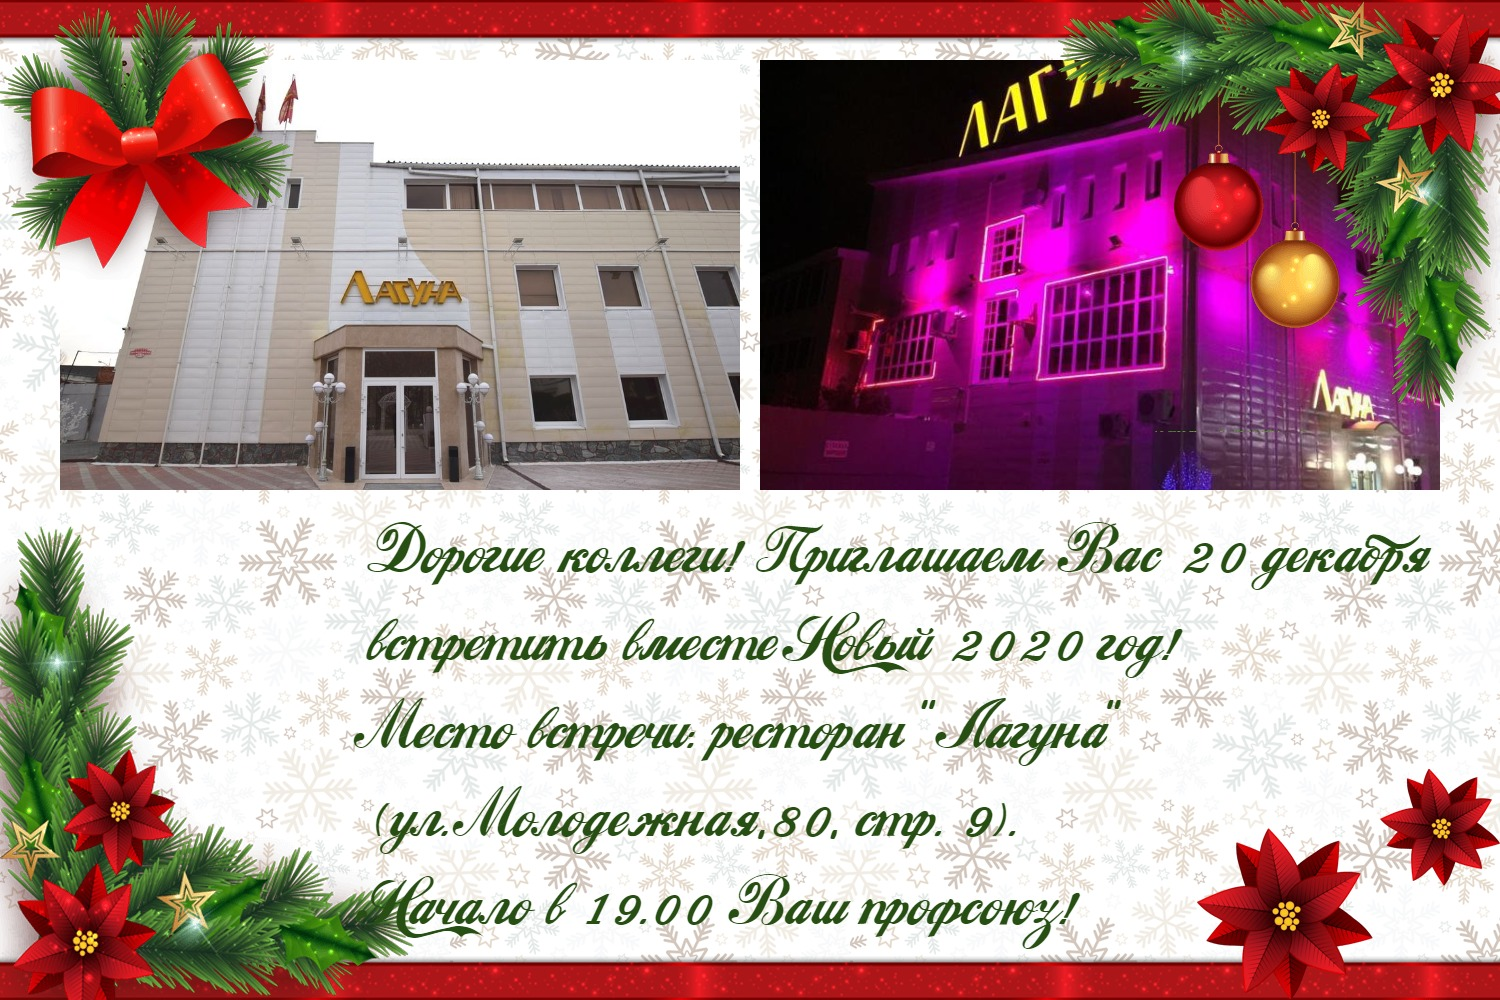 ЛАГУНА
ЛАГУН
ЛАГУНА
Дорогие коллеги! Приглашаем Вас 20 декабря
встретить вместе Новый 2020 год!
Место встречи: ресторан "Лагуна"
(ул.Молодежная,80, стр. 9).
Начало в 19.00 Ваш профсоюз!